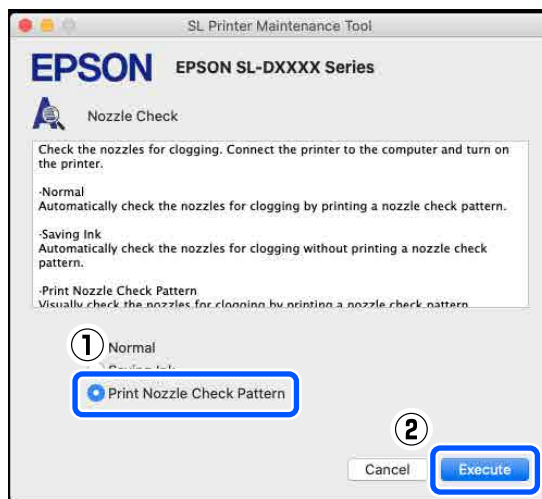 SL Printer Maintenance Tool
EPSON EPSON SL-DXXXX Series
Nozzle Check
Check the nozzles for clogging. Connect the printer to the computer and turn on
the printer.
·Normal
Automatically check the nozzles for clogging by printing a nozzle check pattern.
·Saving Ink
Automatically check the nozzles for clogging without printing a nozzle check
pattern.
·Print Nozzle Check Pattern
Visually check the nozzles for clogging by printing a nozzle check pattern
① Normal
Saving Ink
Print Nozzle Check Pattern
②
Cancel Execute